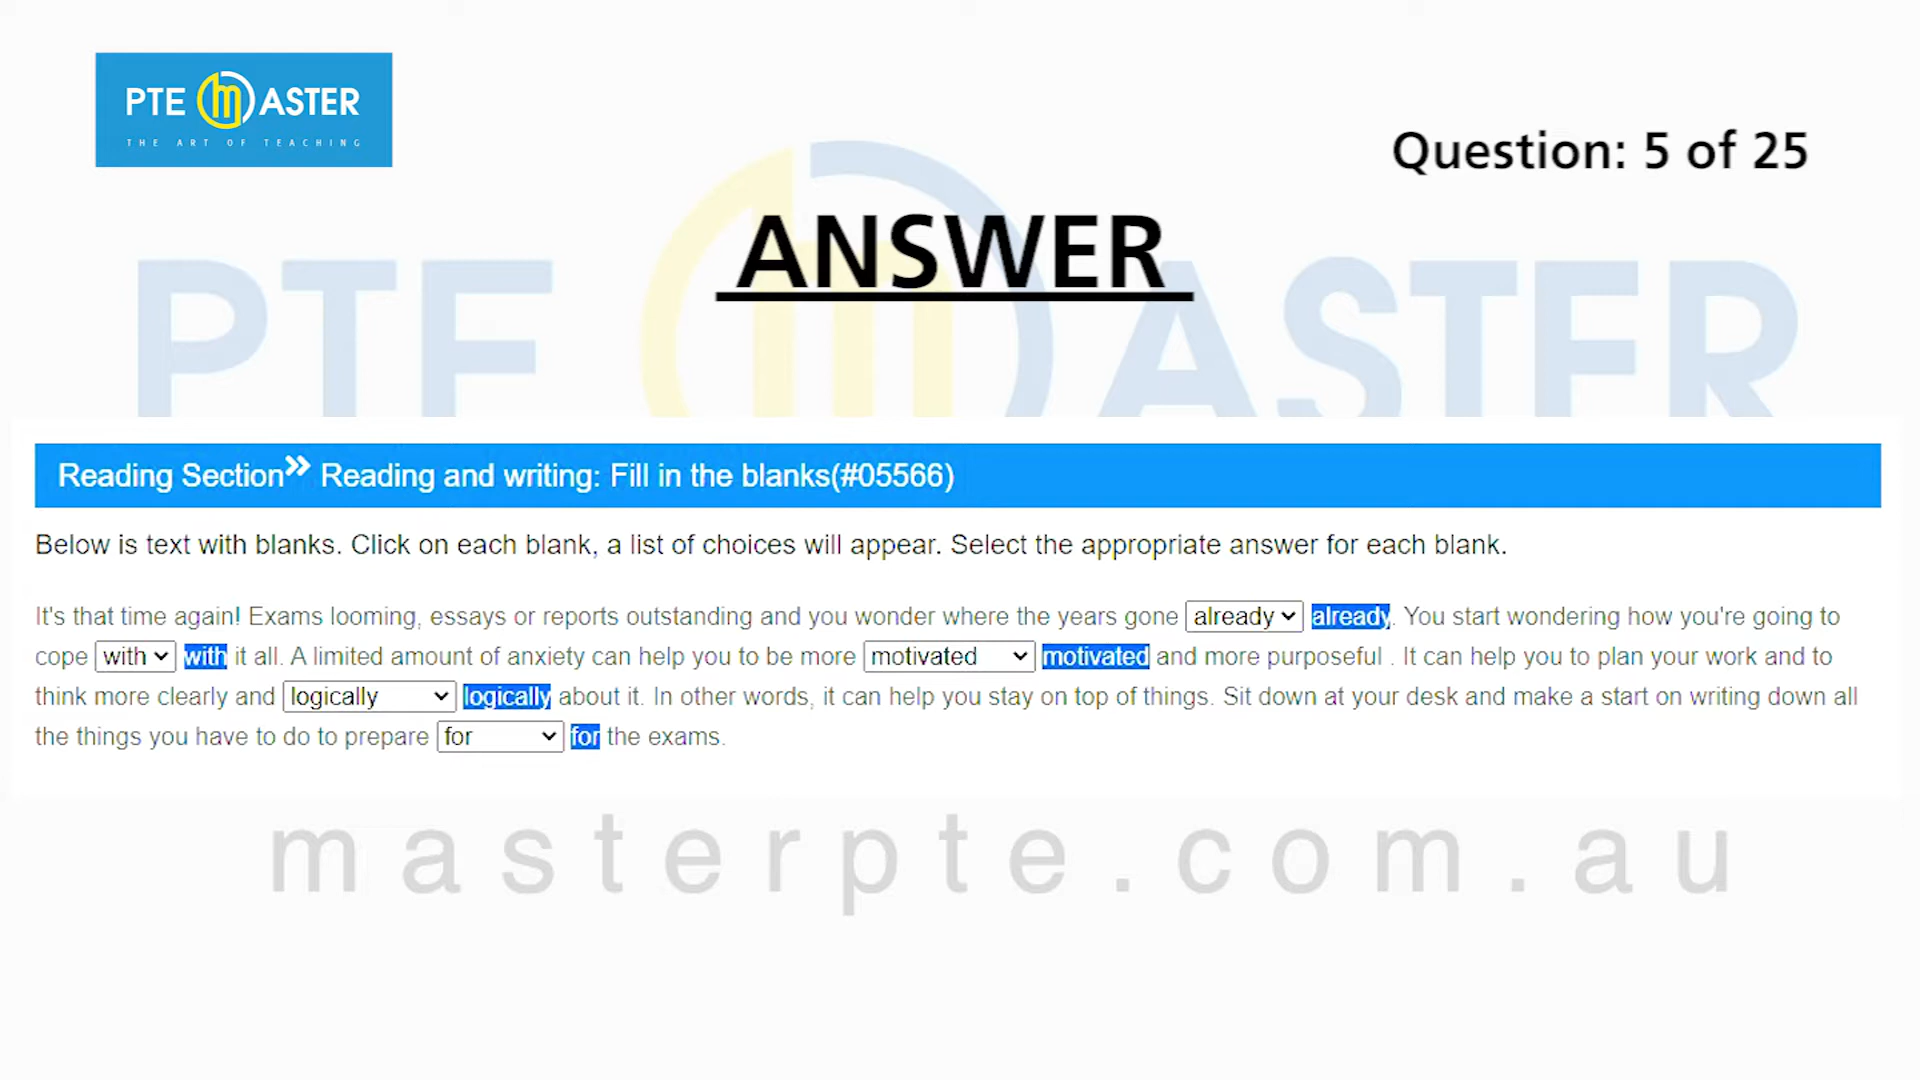 PTE MASTER
THE ART OF TEACHING
Question: 5 of 25
ANSWER
PTE MASTER
Reading Section» Reading and writing: Fill in the blanks(#05566)
Below is text with blanks. Click on each blank, a list of choices will appear. Select the appropriate answer for each blank.
It's that time again! Exams looming, essays or reports outstanding and you wonder where the years gone already already. You start wondering how you're going to
cope with with it all. A limited amount of anxiety can help you to be more motivated motivated and more purposeful . It can help you to plan your work and to
think more clearly and logically logically about it. In other words, it can help you stay on top of things. Sit down at your desk and make a start on writing down all
the things you have to do to prepare for for the exams.
masterpte.com.au